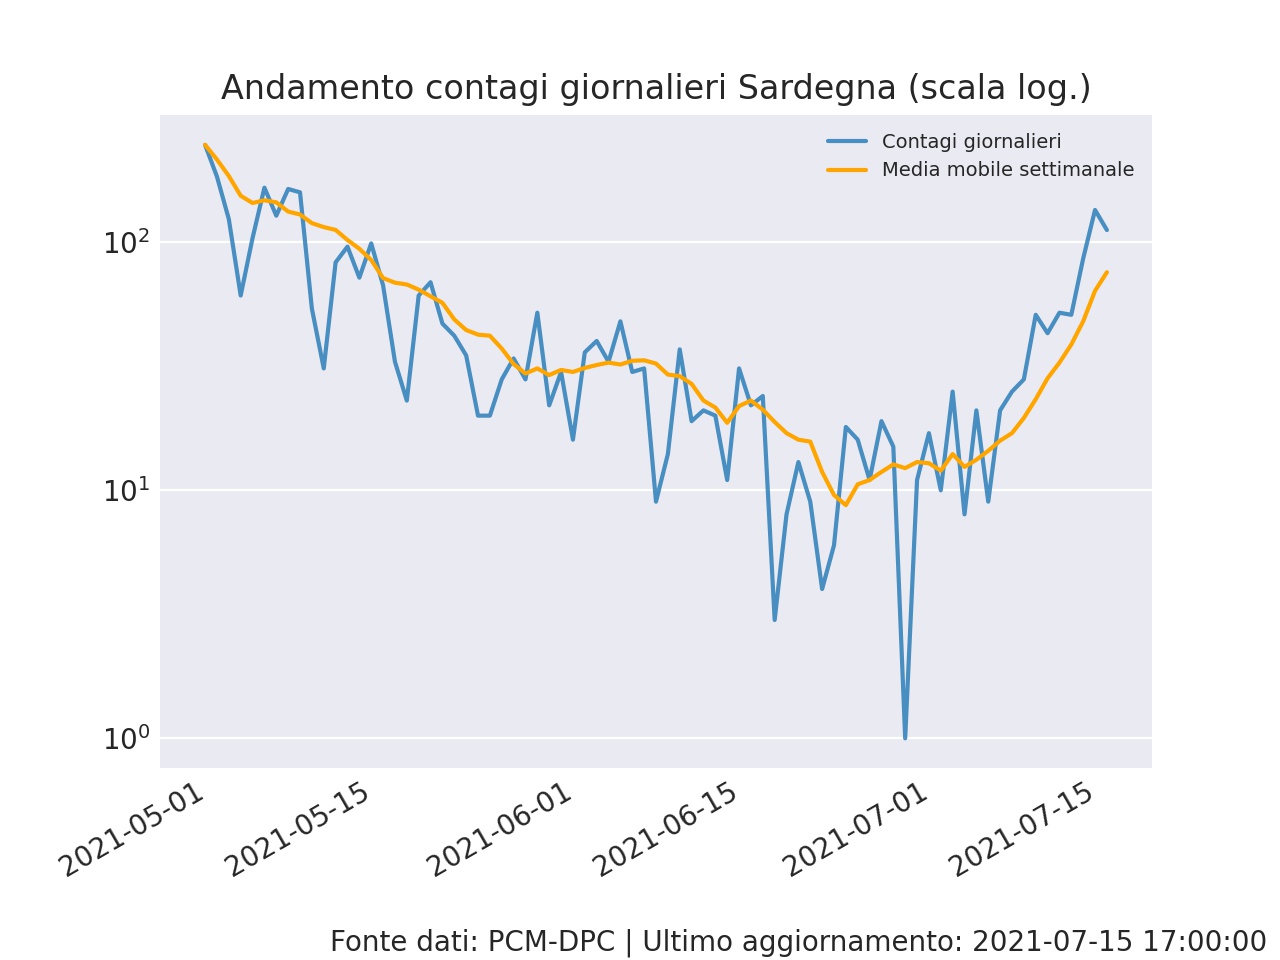 Andamento contagi giornalieri Sardegna (scala log.)
Contagi giornalieri
Media mobile settimanale
10²
10¹
10⁰
2021-05-01
2021-05-15
2021-06-01
2021-06-15
2021-07-01
2021-07-15
Fonte dati: PCM-DPC | Ultimo aggiornamento: 2021-07-15 17:00:00